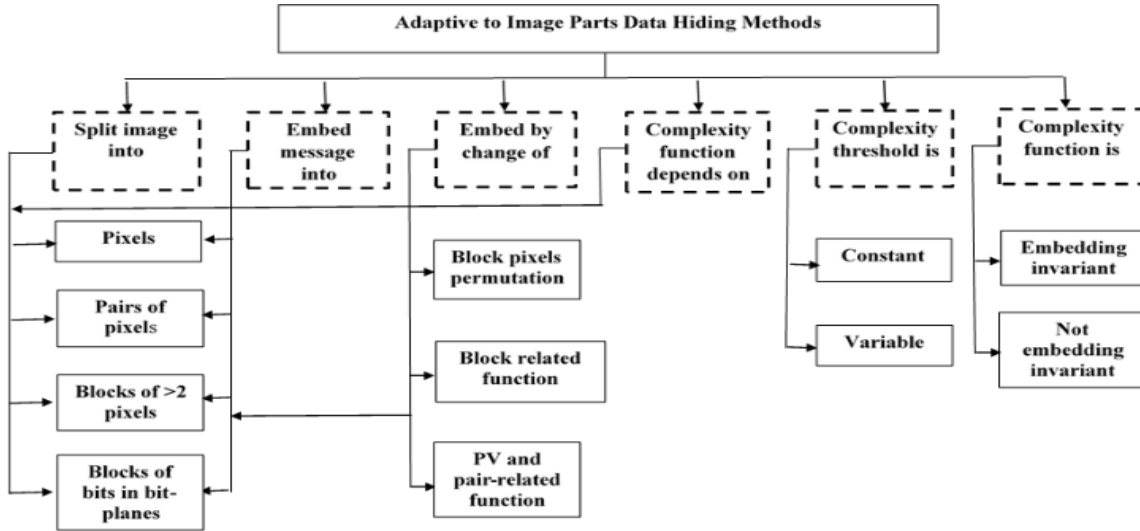 Adaptive to Image Parts Data Hiding Methods
Split image
into
Embed
message
into
Embed by
change of
Complexity
function
depends on
Complexity
threshold is
Complexity
function is
Pixels
Pairs of
pixels
Blocks of >2
pixels
Blocks of
bits in bit-
planes
Block pixels
permutation
Block related
function
PV and
pair-related
function
Constant
Variable
Embedding
invariant
Not
embedding
invariant